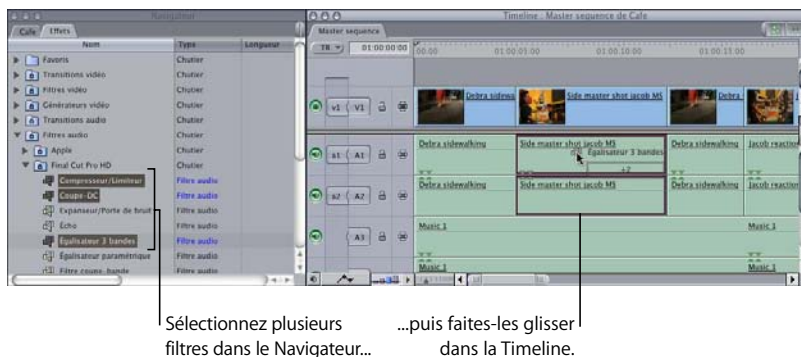 Navigateur
Cafe
Effets
Nom
Type
Longueur
Favoris
Chutier
Transitions vidéo
Chutier
Filtres vidéo
Chutier
Générateurs vidéo
Chutier
Transitions audio
Chutier
Filtres audio
Chutier
Apple
Chutier
Final Cut Pro HD
Chutier
Compresseur/Limiteur
Filtre audio
Coupe-DC
Filtre audio
Expanseur/Porte de bruit
Filtre audio
Écho
Filtre audio
Égalisateur 3 bandes
Filtre audio
Égalisateur paramétrique
Filtre audio
Filtre coupe-bande
Filtre audio
Timeline : Master sequence de Cafe
Master sequence
TR
01:00:00:00
00:00
01:00:05:00
01:00:10:00
01:00:15:00
v1 V1
Debra sidewa
Side master shot jacob MS
Debra
a1 A1
Debra sidewalking
Side master shot jacob MS
Debra sidewalking
Jacob reaction
Égalisateur 3 bandes
+2
a2 A2
Debra sidewalking
Side master shot jacob MS
Debra sidewalking
Jacob reaction
A3
Music 1
Music 1
Music 1
Music 1
Sélectionnez plusieurs
filtres dans le Navigateur...
...puis faites-les glisser
dans la Timeline.